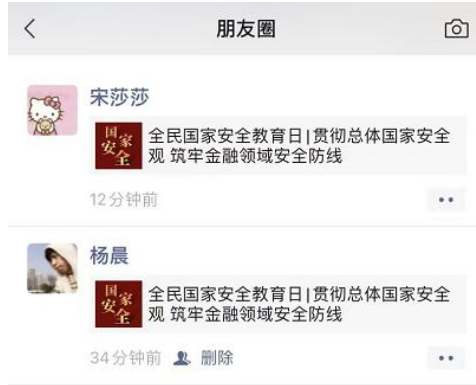 朋友圈
宋莎莎
国家安全
全民国家安全教育日|贯彻总体国家安全
观 筑牢金融领域安全防线
12分钟前
杨晨
国家安全
全民国家安全教育日|贯彻总体国家安全
观 筑牢金融领域安全防线
34分钟前 删除